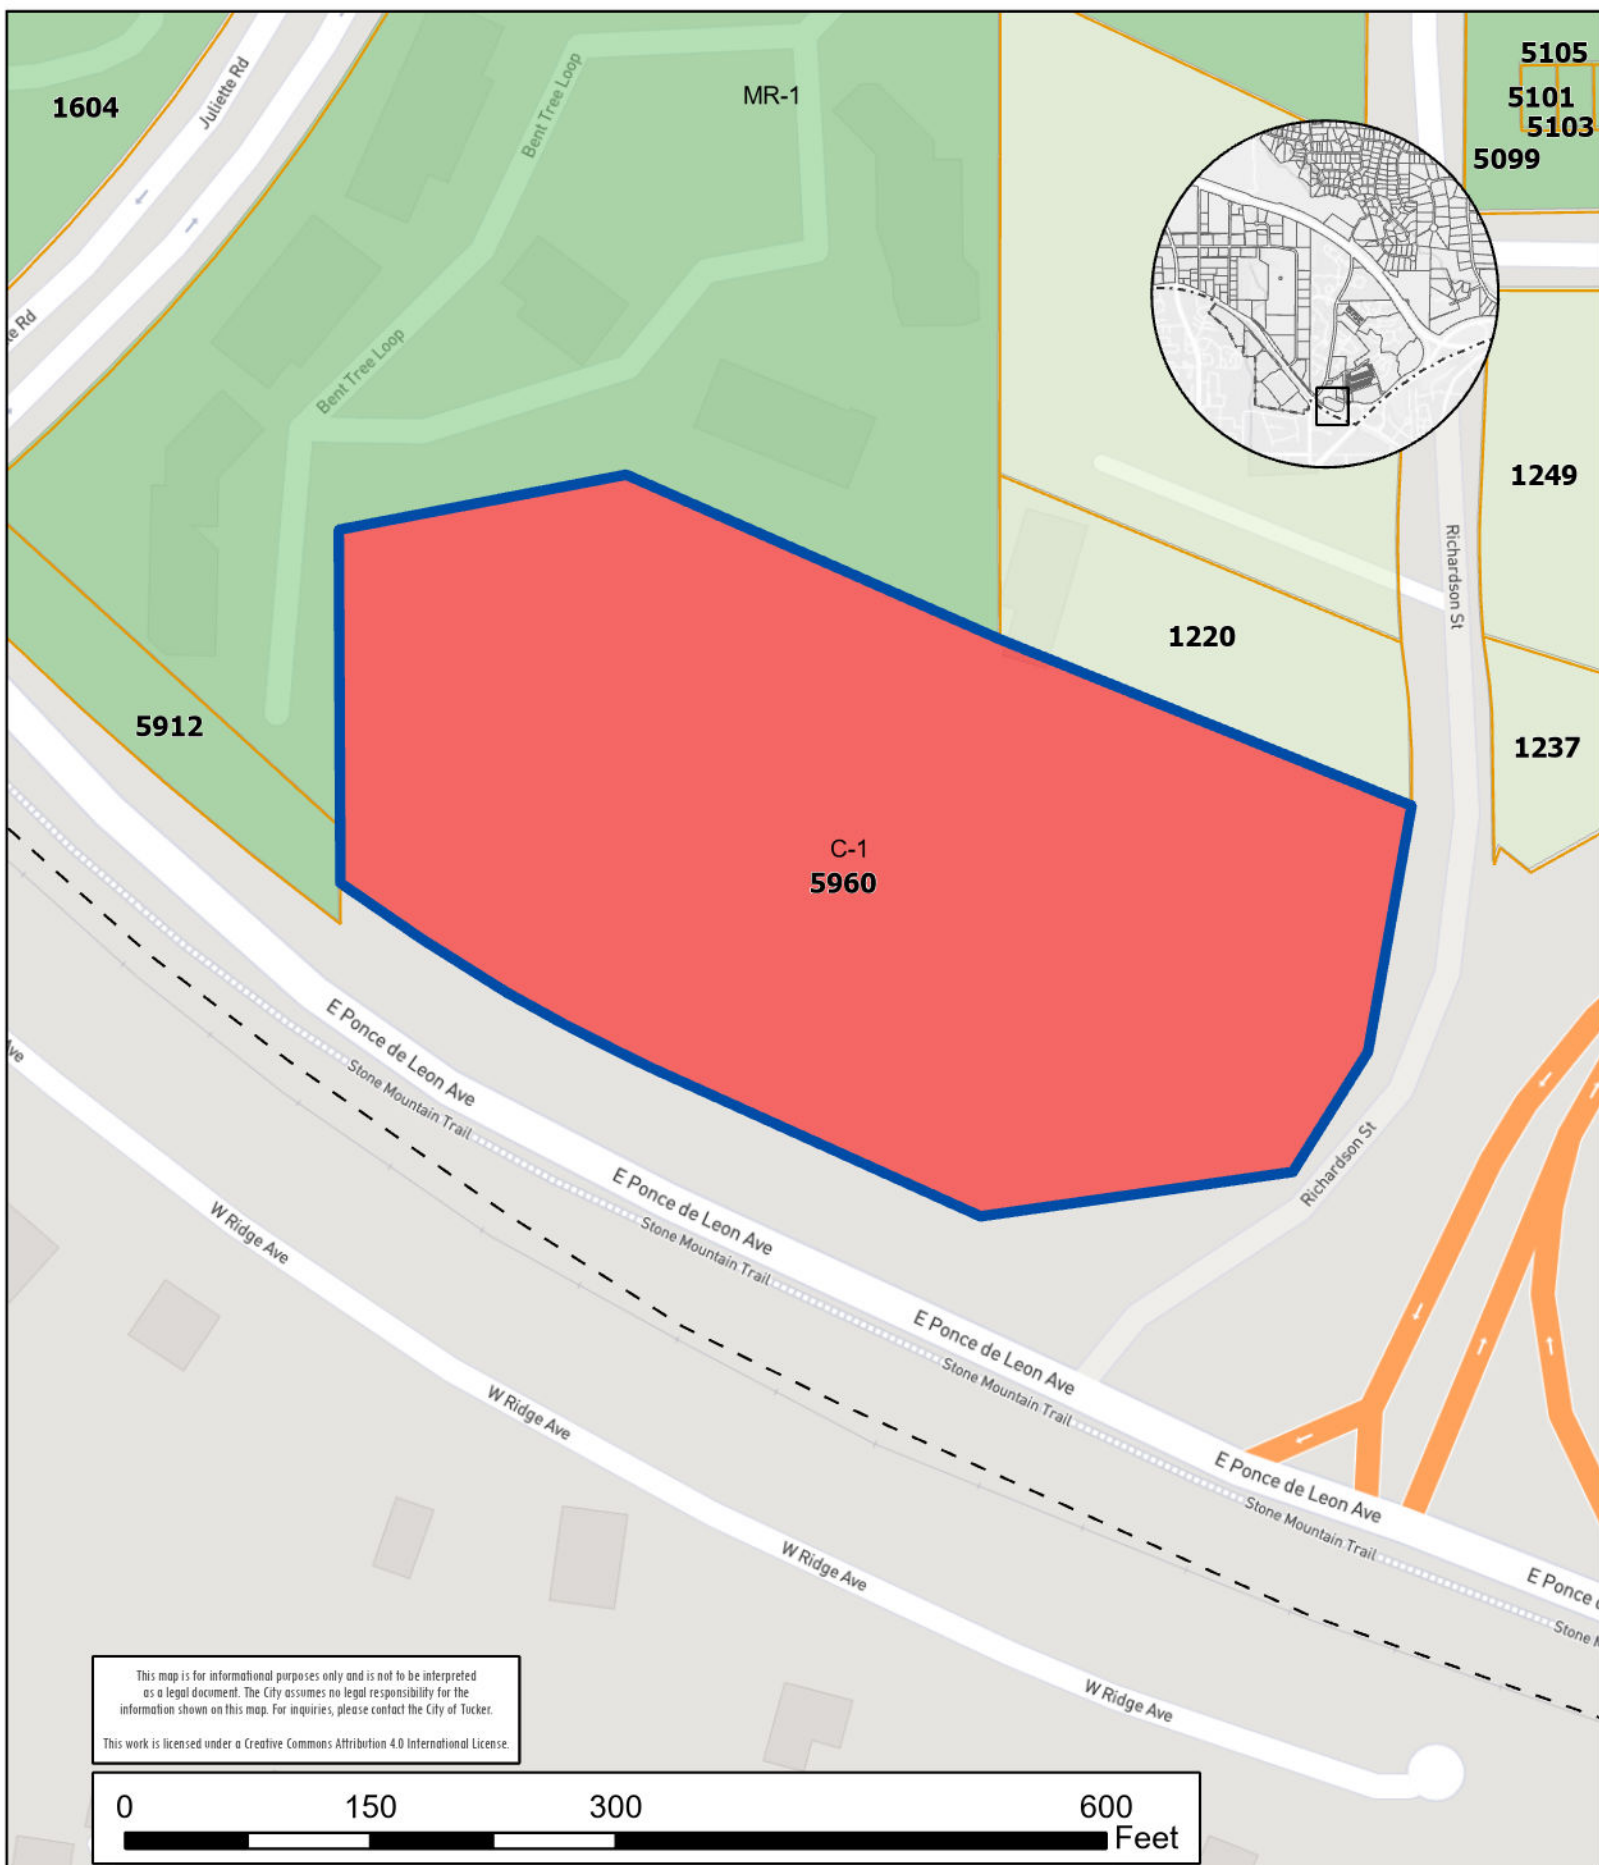 5105
1604
Juliette Rd
Bent Tree Loop
MR-1
5101
5103
5099
te Rd
Bent Tree Loop
1249
Richardson St
1220
5912
1237
C-1
5960
Ave
E Ponce de Leon Ave
Stone Mountain Trail
Richardson St
E Ponce de Leon Ave
Stone Mountain Trail
W Ridge Ave
E Ponce de Leon Ave
Stone Mountain Trail
W Ridge Ave
E Ponce de Leon Ave
Stone Mountain Trail
W Ridge Ave
E Ponce
Stone
W Ridge Ave
This map is for informational purposes only and is not to be interpreted
as a legal document. The City assumes no legal responsibility for the
information shown on this map. For inquiries, please contact the City of Tucker.
This work is licensed under a Creative Commons Attribution 4.0 International License.
0 150 300 600
Feet